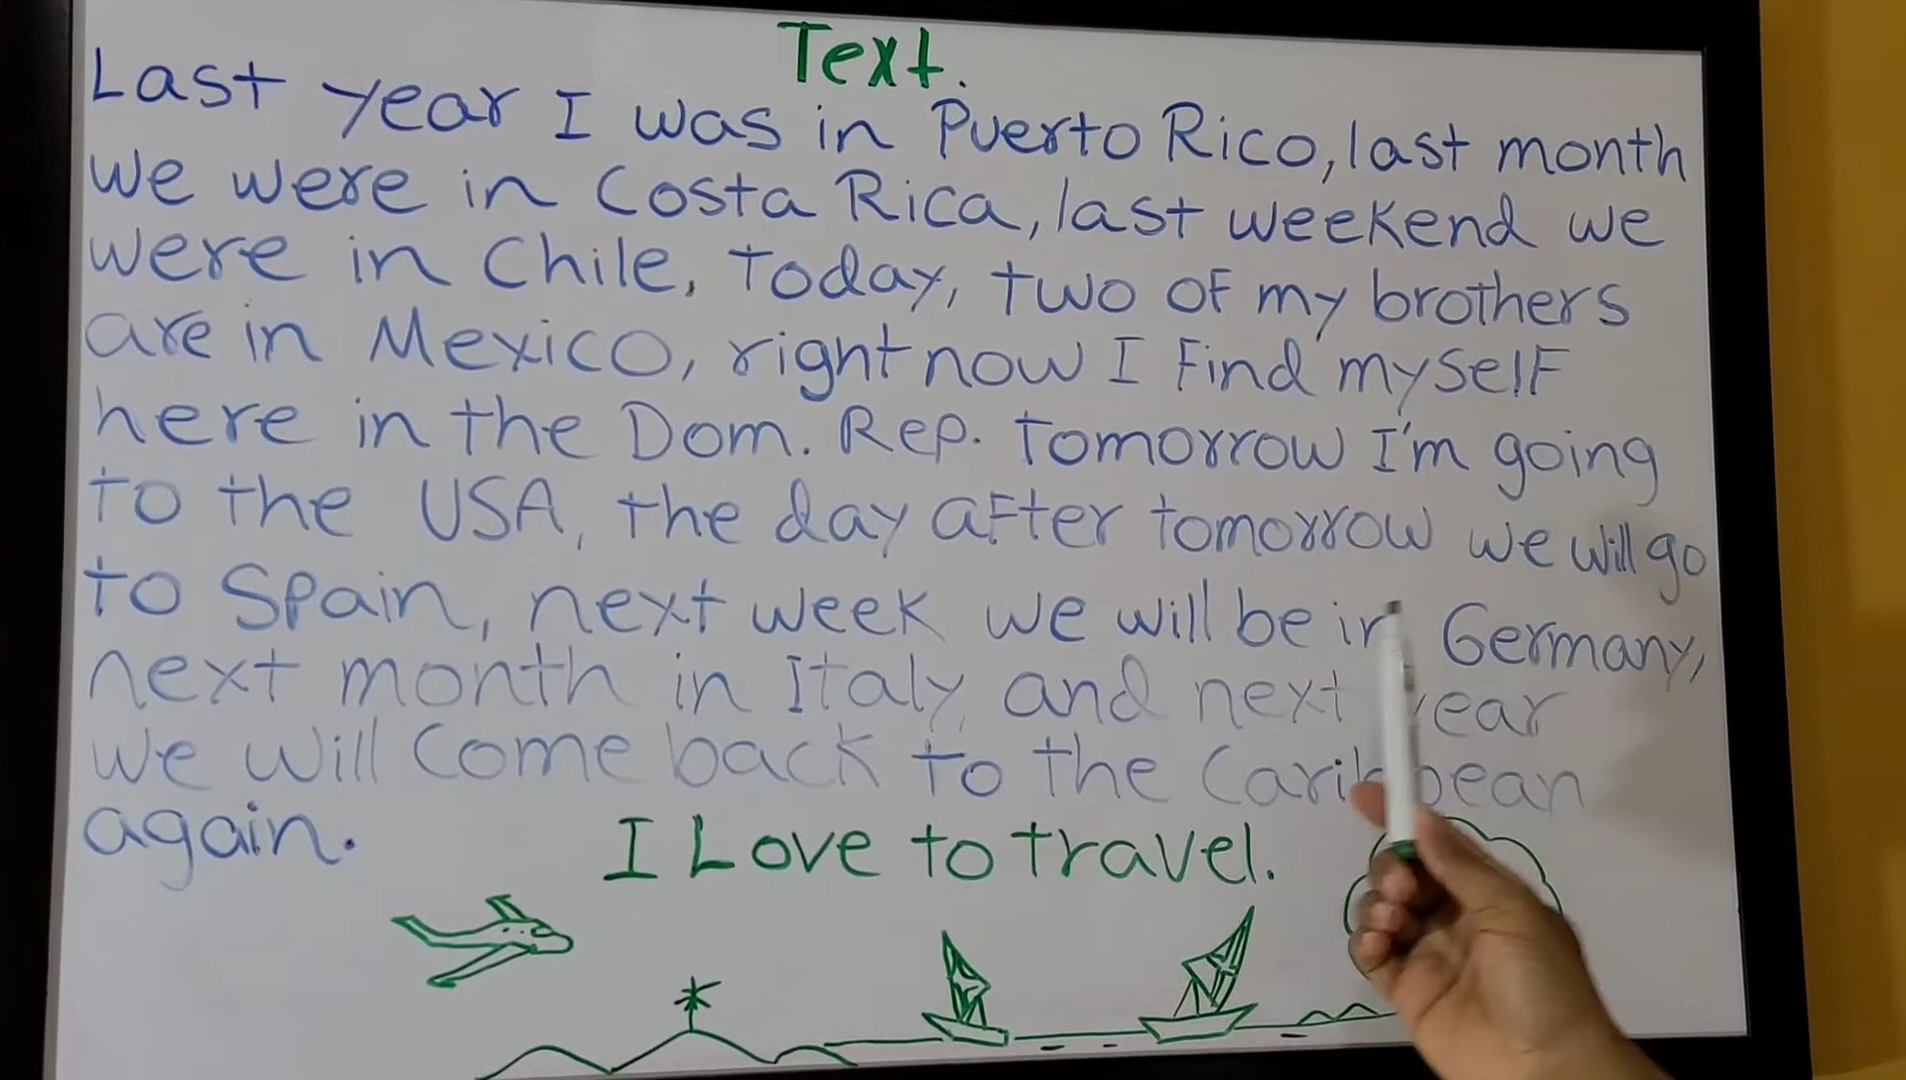 Text.
Last year I was in Puerto Rico, last month
we were in Costa Rica, last weekend we
were in Chile, today, two of my brothers
are in Mexico, right now I find myself
here in the Dom. Rep. tomorrow I'm going
to the USA, the day after tomorrow we will go
to Spain, next week we will be in Germany,
next month in Italy, and next year
we will come back to the Caribbean
again.
I Love to travel.